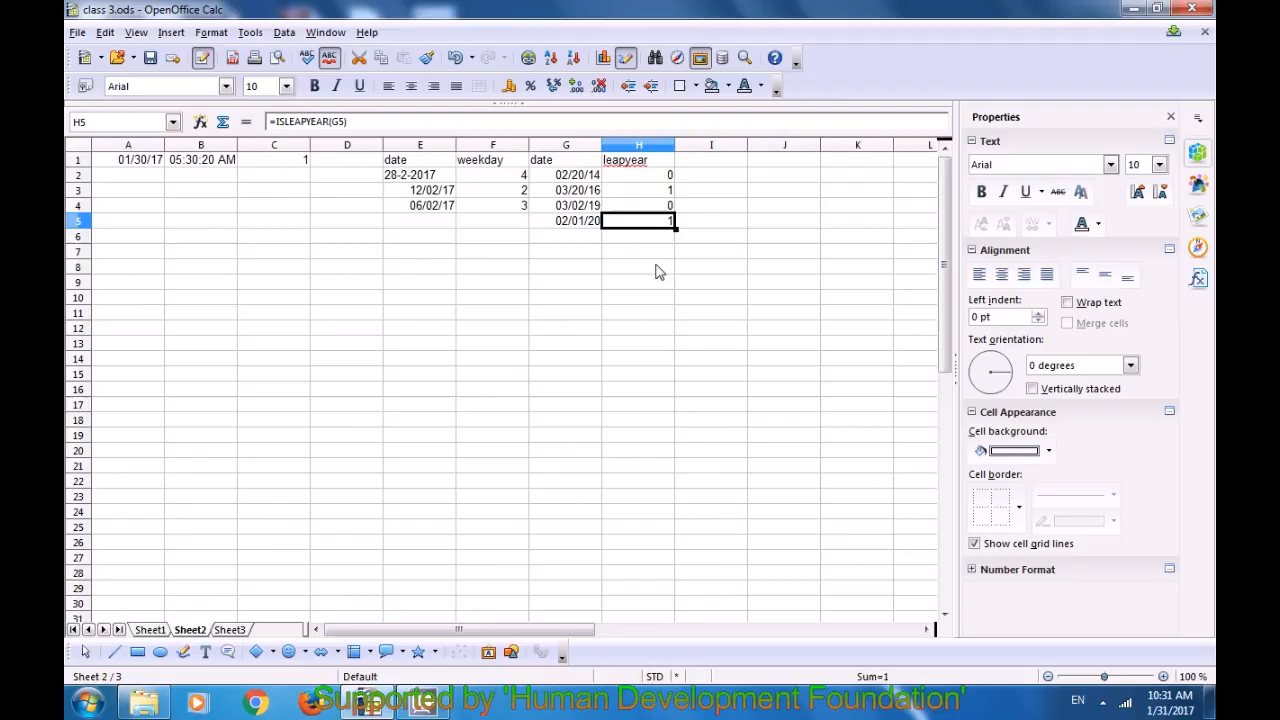 class 3.ods - OpenOffice Calc
File Edit View Insert Format Tools Data Window Help
Arial 10
H5 =ISLEAPYEAR(G5)
A B C D E F G H I J K L
1 01/30/17 05:30:20 AM 1 date weekday date leapyear
2 28-2-2017 4 02/20/14 0
3 12/02/17 2 03/20/16 1
4 06/02/17 3 03/02/19 0
5 02/01/20 1
6
7
8
9
10
11
12
13
14
15
16
17
18
19
20
21
22
23
24
25
26
27
28
29
30
31
Properties
Text
Arial 10
Alignment
Left indent:
0 pt
Wrap text
Merge cells
Text orientation:
0 degrees
Vertically stacked
Cell Appearance
Cell background:
Cell border:
Show cell grid lines
Number Format
Sheet1 Sheet2 Sheet3
Sheet 2 / 3 Default STD * Sum=1 100 %
Supported by 'Human Development Foundation'
EN 10:31 AM
1/31/2017